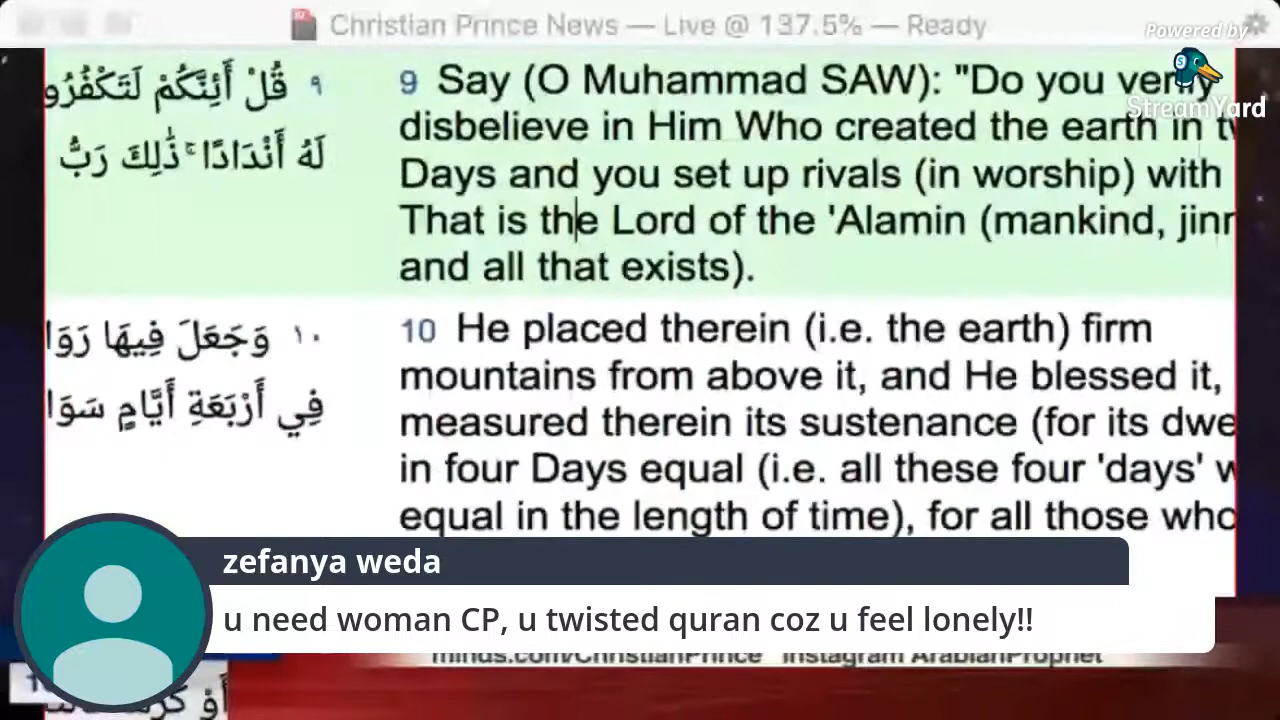 Christian Prince News — Live @ 137.5% — Ready
Powered by
StreamYard
٩ قُلْ أَئِنَّكُمْ لَتَكْفُرُو
لَهُ أَنْدَادًا ۚ ذَٰلِكَ رَبُّ
9 Say (O Muhammad SAW): "Do you verily
disbelieve in Him Who created the earth in tw
Days and you set up rivals (in worship) with
That is the Lord of the 'Alamin (mankind, jinn
and all that exists).
١٠ وَجَعَلَ فِيهَا رَوَا
فِي أَرْبَعَةِ أَيَّامٍ سَوَا
10 He placed therein (i.e. the earth) firm
mountains from above it, and He blessed it,
measured therein its sustenance (for its dwe
in four Days equal (i.e. all these four 'days' w
equal in the length of time), for all those who
zefanya weda
u need woman CP, u twisted quran coz u feel lonely!!
minds.com/ChristianPrince Instagram ArabianProphet